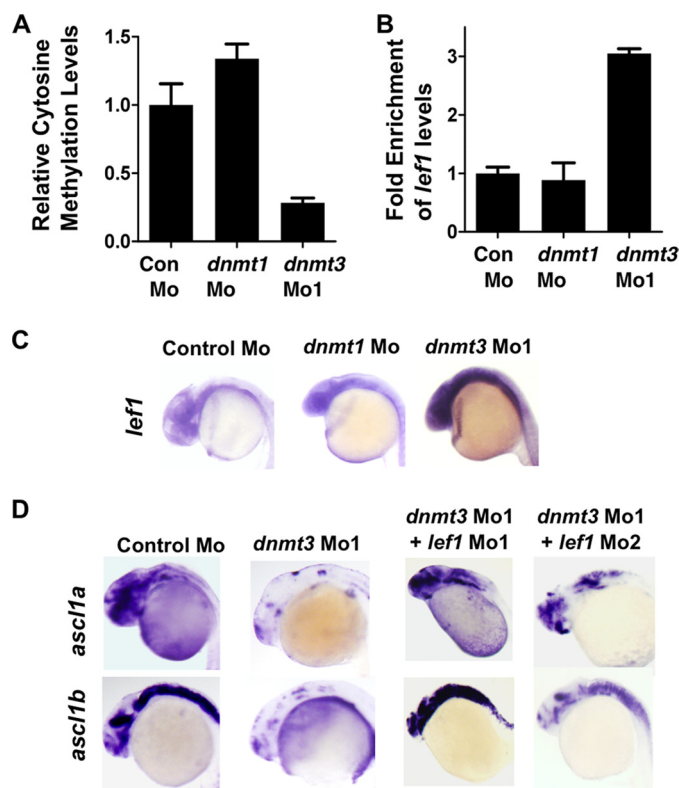 A
Relative Cytosine
Methylation Levels
1.5
1.0
0.5
0.0
Con
Mo
dnmt1
Mo
dnmt3
Mo1
B
Fold Enrichment
of lef1 levels
3
2
1
0
Con
Mo
dnmt1
Mo
dnmt3
Mo1
C
Control Mo
dnmt1 Mo
dnmt3 Mo1
lef1
D
Control Mo
dnmt3 Mo1
dnmt3 Mo1
+ lef1 Mo1
dnmt3 Mo1
+ lef1 Mo2
ascl1a
ascl1b